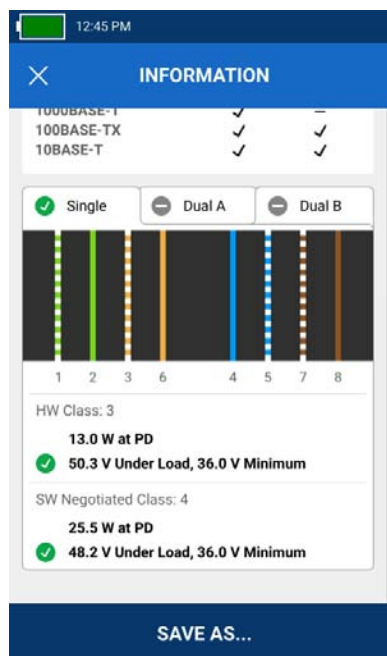 12:45 PM
INFORMATION
1000BASE-T
100BASE-TX
10BASE-T
Single Dual A Dual B
1 2 3 6 4 5 7 8
HW Class: 3
13.0 W at PD
50.3 V Under Load, 36.0 V Minimum
SW Negotiated Class: 4
25.5 W at PD
48.2 V Under Load, 36.0 V Minimum
SAVE AS...